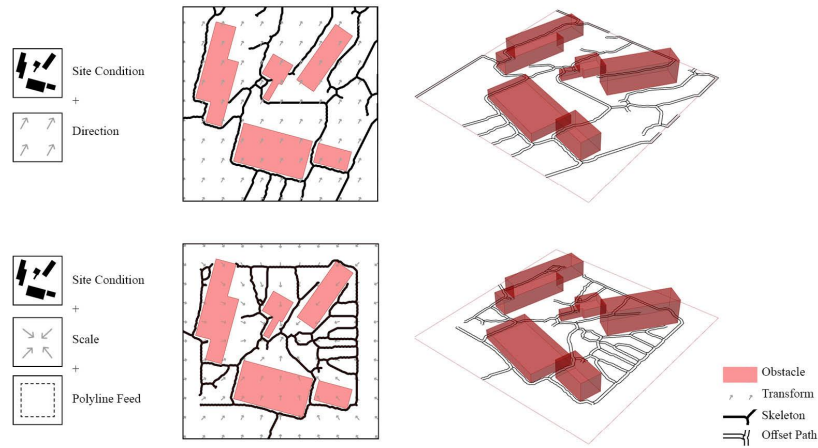 Site Condition
+
Direction
Site Condition
+
Scale
+
Polyline Feed
Obstacle
Transform
Skeleton
Offset Path